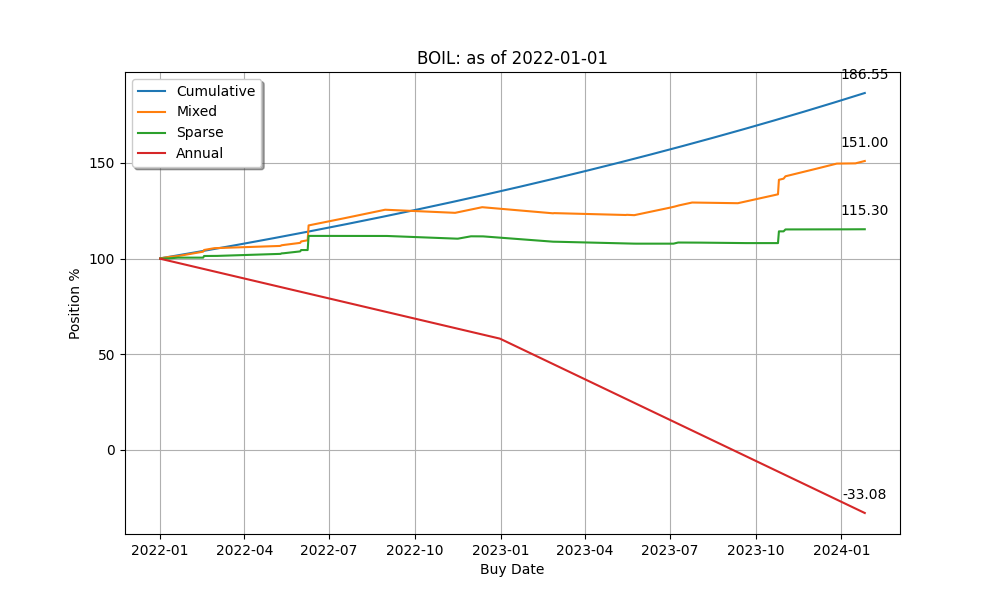 BOIL: as of 2022-01-01
Cumulative
Mixed
Sparse
Annual
186.55
151.00
115.30
-33.08
150
100
50
0
Position %
2022-01 2022-04 2022-07 2022-10 2023-01 2023-04 2023-07 2023-10 2024-01
Buy Date